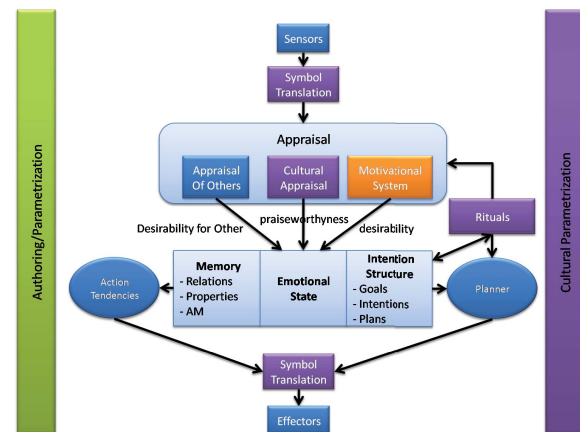 Authoring/Parametrization
Cultural Parametrization
Sensors
Symbol
Translation
Appraisal
Appraisal
Of Others
Cultural
Appraisal
Motivational
System
Desirability for Other
praiseworthyness
desirability
Rituals
Action
Tendencies
Memory
- Relations
- Properties
- AM
Emotional
State
Intention
Structure
- Goals
- Intentions
- Plans
Planner
Symbol
Translation
Effectors